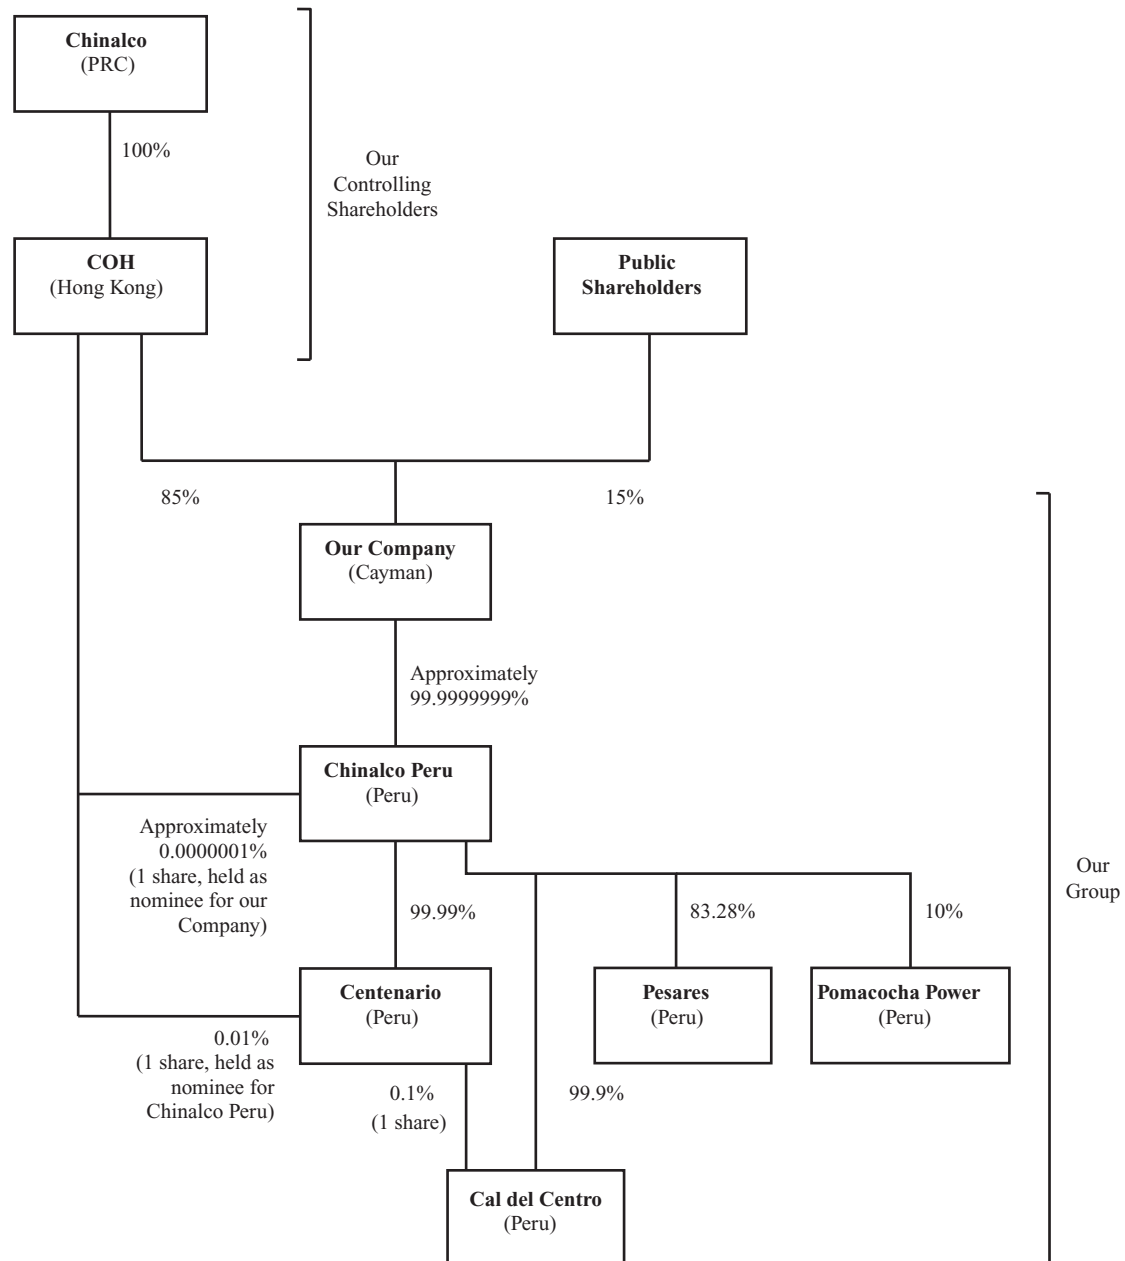 Chinalco
(PRC)
100%
Our
Controlling
Shareholders
COH
(Hong Kong)
Public
Shareholders
85%
15%
Our Company
(Cayman)
Approximately
99.9999999%
Chinalco Peru
(Peru)
Approximately
0.0000001%
(1 share, held as
nominee for our
Company)
99.99%
83.28%
10%
Our
Group
Centenario
(Peru)
Pesares
(Peru)
Pomacocha Power
(Peru)
0.01%
(1 share, held as
nominee for
Chinalco Peru)
0.1%
(1 share)
99.9%
Cal del Centro
(Peru)